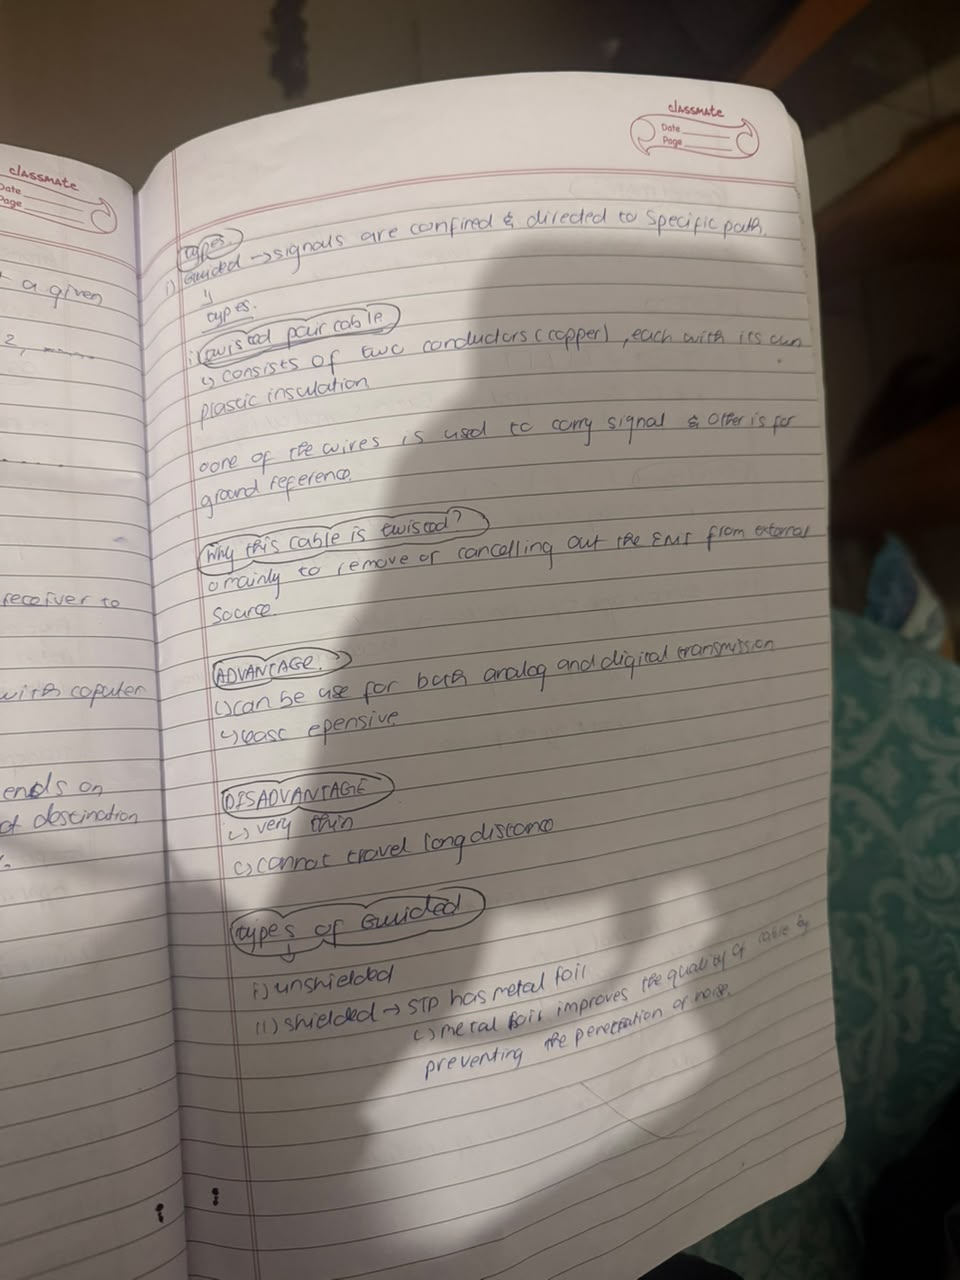 classmate
Date
Page
a given
2,
receiver to
with coputer
ends on
of destination
classmate
Date
Page
types.
i) Guided → signals are confired & directed to specific path.
types.
i) twisted pair cable
consists of two conductors (copper), each with its own
plastic insulation
one of the wires is used to carry signal & other is for
ground reference.
Why this cable is twisted?
mainly to remove or cancelling out the EMI from external
source.
ADVANTAGE :→
can be use for both analog and digital transmission
epensive
DISADVANTAGE
very thin
cannot travel long distance
types of Guided
i) unshielded
ii) shielded → STP has metal foil
metal foil improves the quality of cable by
preventing the penetration of noise.